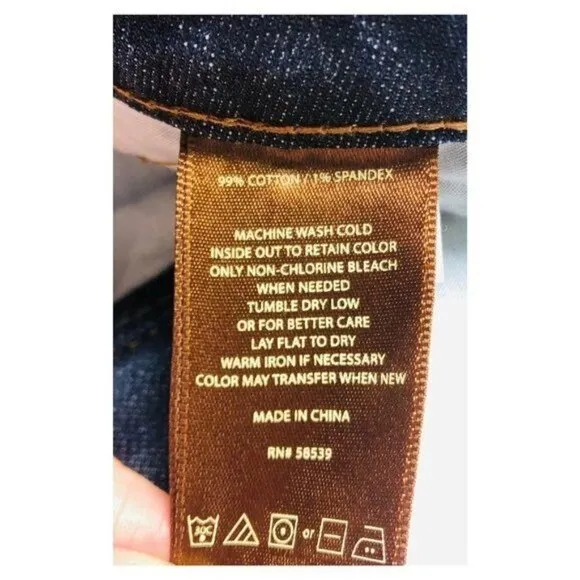 99% COTTON / 1% SPANDEX
MACHINE WASH COLD
INSIDE OUT TO RETAIN COLOR
ONLY NON-CHLORINE BLEACH
WHEN NEEDED
TUMBLE DRY LOW
OR FOR BETTER CARE
LAY FLAT TO DRY
WARM IRON IF NECESSARY
COLOR MAY TRANSFER WHEN NEW
MADE IN CHINA
RN# 58539
30C or